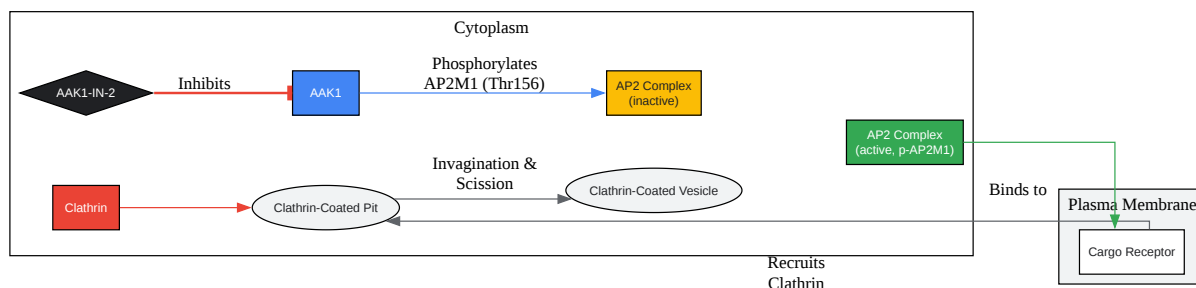 Cytoplasm
AAK1-IN-2
Inhibits
AAK1
Phosphorylates
AP2M1 (Thr156)
AP2 Complex
(inactive)
AP2 Complex
(active, p-AP2M1)
Clathrin
Clathrin-Coated Pit
Invagination &
Scission
Clathrin-Coated Vesicle
Binds to
Plasma Membrane
Cargo Receptor
Recruits
Clathrin